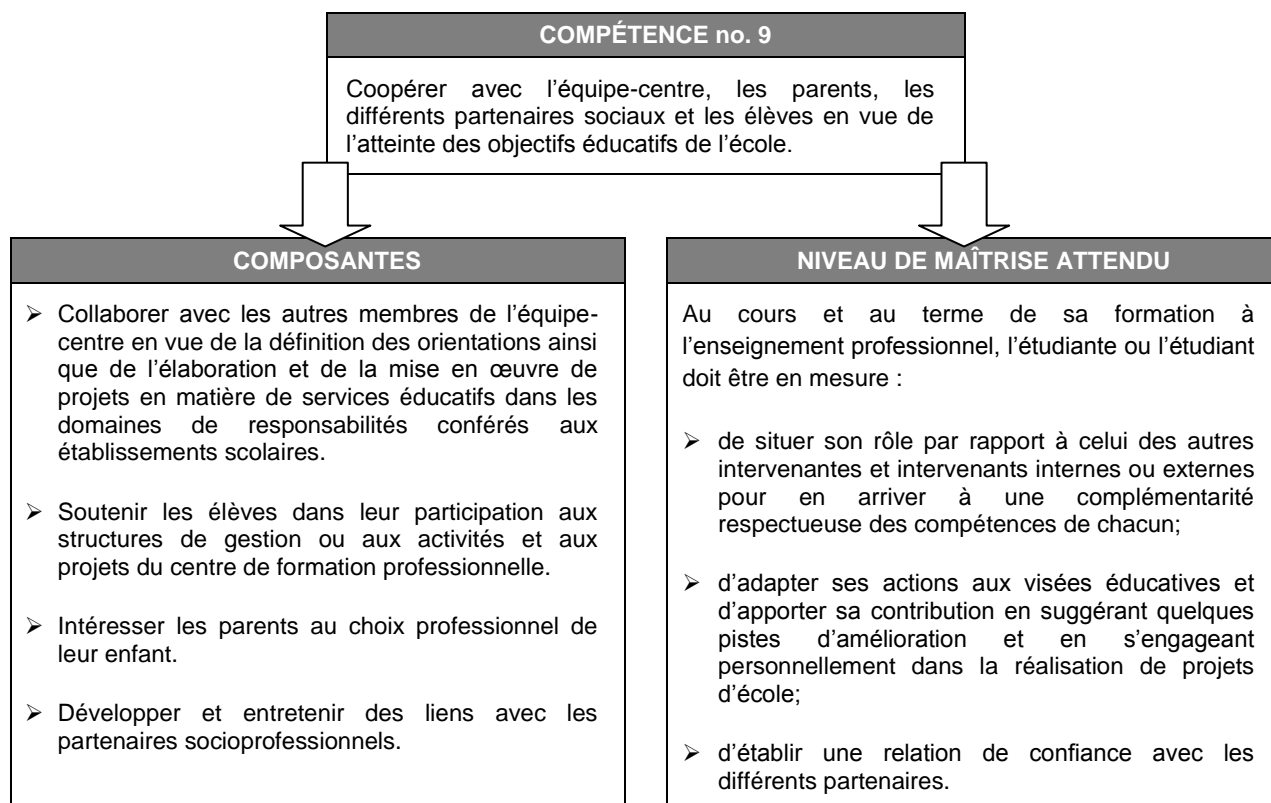 COMPÉTENCE no. 9
Coopérer avec l’équipe-centre, les parents, les
différents partenaires sociaux et les élèves en vue de
l’atteinte des objectifs éducatifs de l’école.
COMPOSANTES
➢ Collaborer avec les autres membres de l’équipe-
centre en vue de la définition des orientations ainsi
que de l’élaboration et de la mise en œuvre de
projets en matière de services éducatifs dans les
domaines de responsabilités conférés aux
établissements scolaires.
➢ Soutenir les élèves dans leur participation aux
structures de gestion ou aux activités et aux
projets du centre de formation professionnelle.
➢ Intéresser les parents au choix professionnel de
leur enfant.
➢ Développer et entretenir des liens avec les
partenaires socioprofessionnels.
NIVEAU DE MAÎTRISE ATTENDU
Au cours et au terme de sa formation à
l’enseignement professionnel, l’étudiante ou l’étudiant
doit être en mesure :
➢ de situer son rôle par rapport à celui des autres
intervenantes et intervenants internes ou externes
pour en arriver à une complémentarité
respectueuse des compétences de chacun;
➢ d’adapter ses actions aux visées éducatives et
d’apporter sa contribution en suggérant quelques
pistes d’amélioration et en s’engageant
personnellement dans la réalisation de projets
d’école;
➢ d’établir une relation de confiance avec les
différents partenaires.